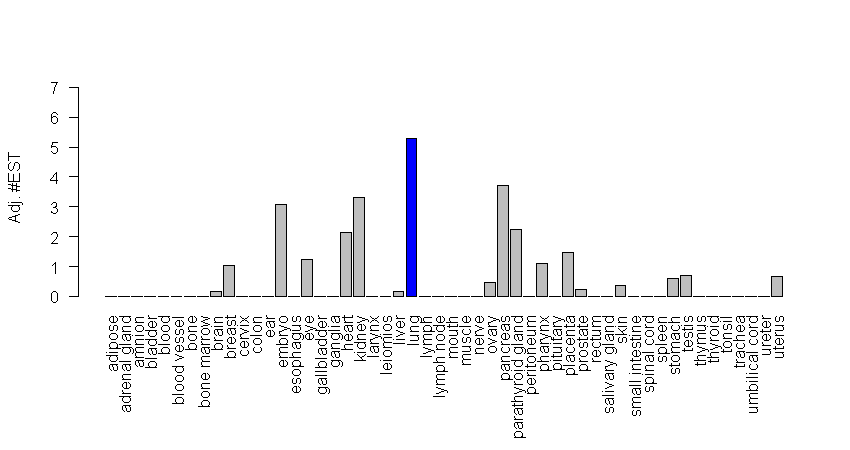 Adj. #EST
7
6
5
4
3
2
1
0
adipose
adrenal gland
amnion
bladder
blood
blood vessel
bone
bone marrow
brain
breast
cervix
colon
ear
embryo
esophagus
eye
gallbladder
ganglia
heart
kidney
larynx
leiomios
liver
lung
lymph
lymph node
mouth
muscle
nerve
ovary
pancreas
parathyroid gland
peritoneum
pharynx
pituitary
placenta
prostate
rectum
salivary gland
skin
small intestine
spinal cord
spleen
stomach
testis
thymus
thyroid
tonsil
trachea
umbilical cord
ureter
uterus